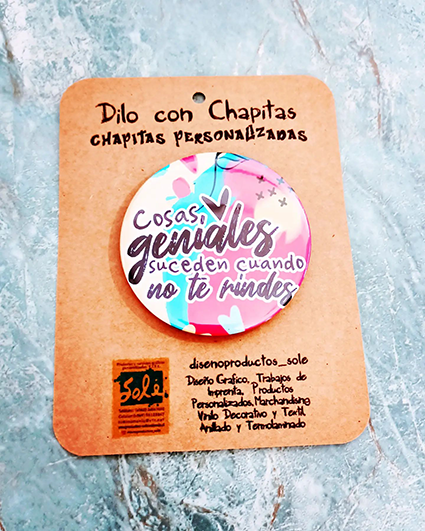 Dilo con Chapitas
CHAPITAS PERSONALIZADAS
Cosas
geniales
suceden cuando
no te rindes
disenoproductos_sole
Diseño Grafico, Trabajos de
Imprenta, Productos
Personalizados, Marchandising
Vinilo Decorativo y Textil
Anillado y Termolaminado
Solé